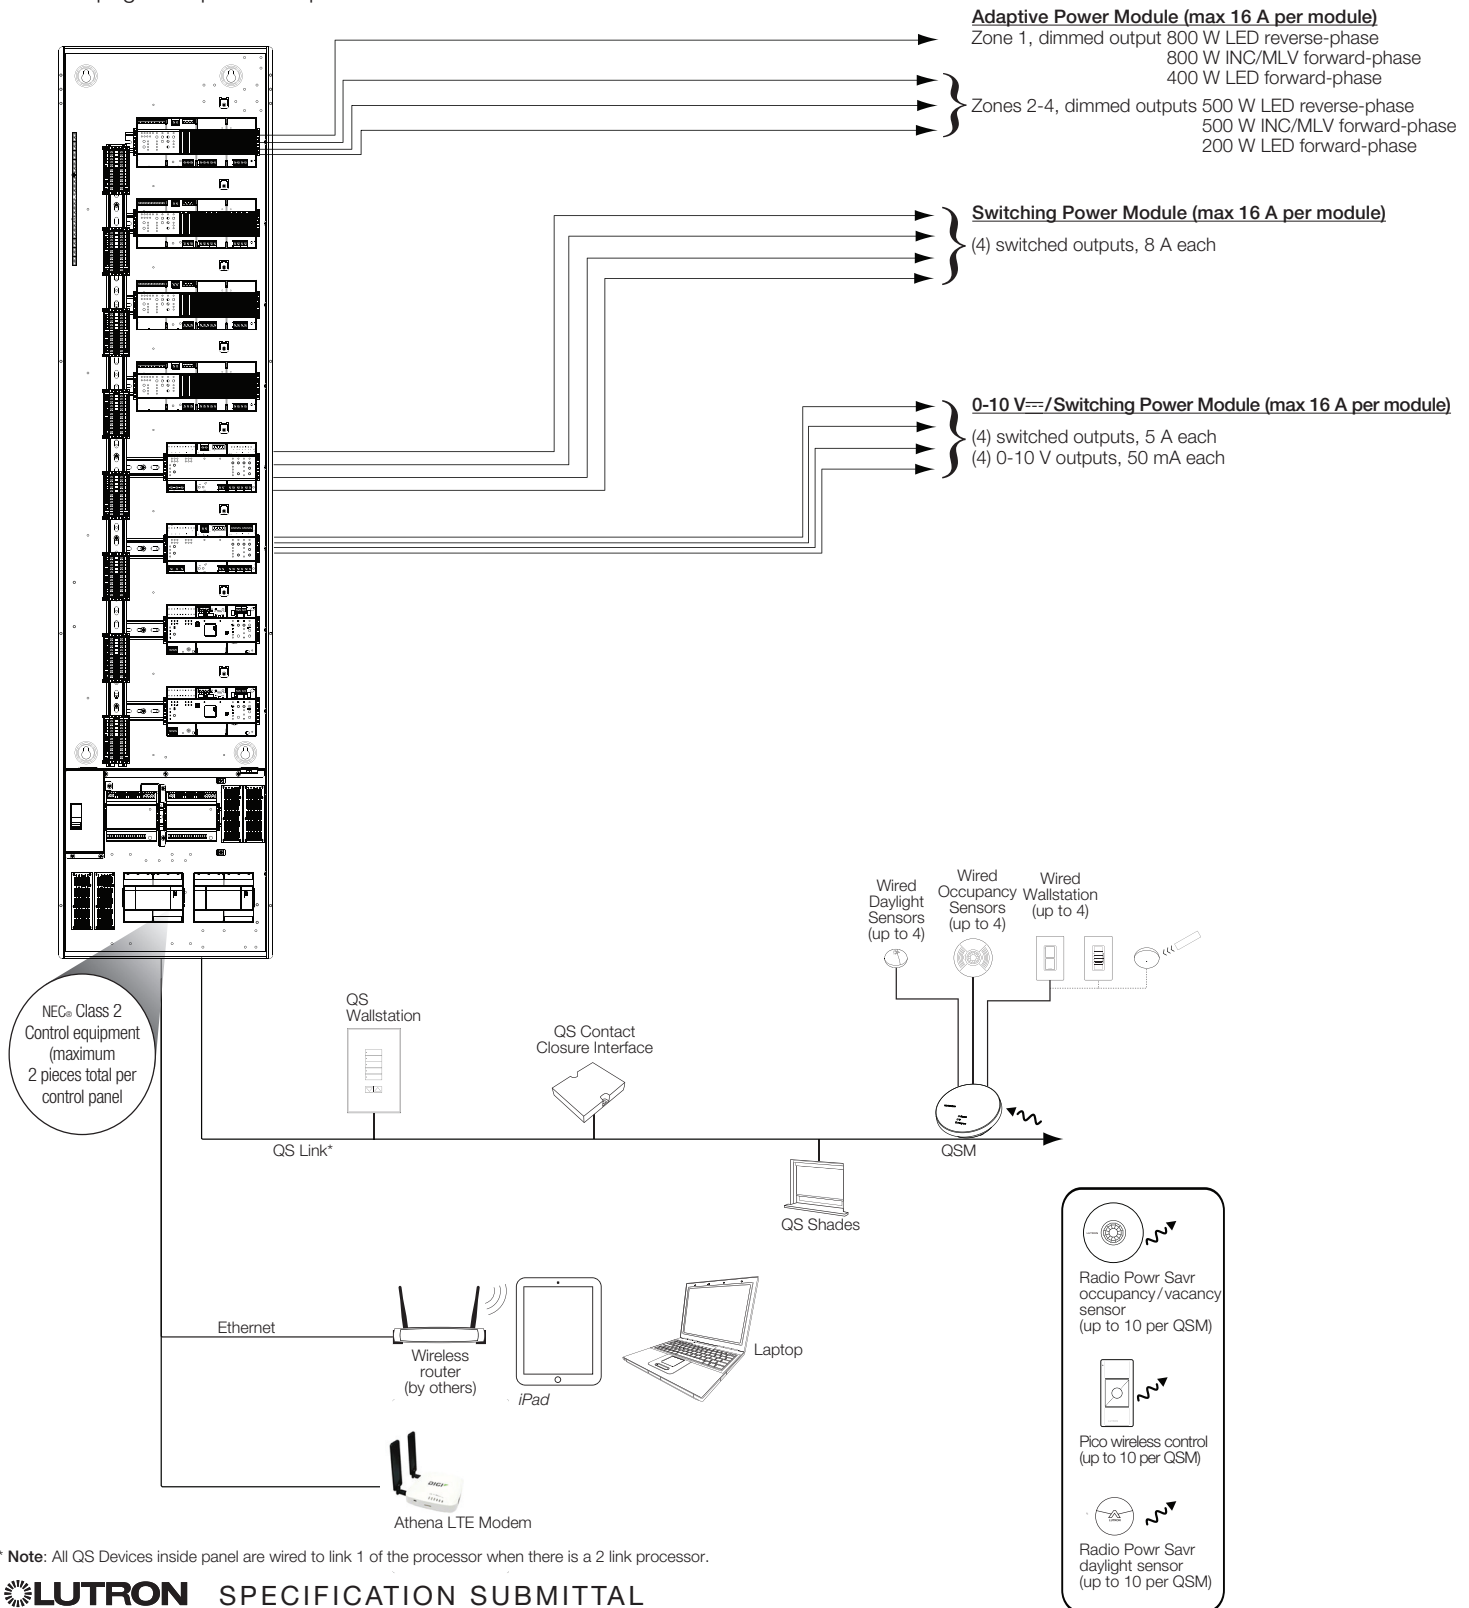 Adaptive Power Module (max 16 A per module)
Zone 1, dimmed output 800 W LED reverse-phase
800 W INC/MLV forward-phase
400 W LED forward-phase
Zones 2-4, dimmed outputs 500 W LED reverse-phase
500 W INC/MLV forward-phase
200 W LED forward-phase
Switching Power Module (max 16 A per module)
(4) switched outputs, 8 A each
0-10 V⎓/Switching Power Module (max 16 A per module)
(4) switched outputs, 5 A each
(4) 0-10 V outputs, 50 mA each
Wired
Daylight
Sensors
(up to 4)
Wired
Occupancy
Sensors
(up to 4)
Wired
Wallstation
(up to 4)
NEC® Class 2
Control equipment
(maximum
2 pieces total per
control panel
QS
Wallstation
QS Contact
Closure Interface
QS Link*
QSM
QS Shades
Radio Powr Savr
occupancy/vacancy
sensor
(up to 10 per QSM)
Ethernet
Wireless
router
(by others)
iPad
Laptop
Pico wireless control
(up to 10 per QSM)
DIGI
Athena LTE Modem
LUTRON
Radio Powr Savr
daylight sensor
(up to 10 per QSM)
* Note: All QS Devices inside panel are wired to link 1 of the processor when there is a 2 link processor.
LUTRON SPECIFICATION SUBMITTAL